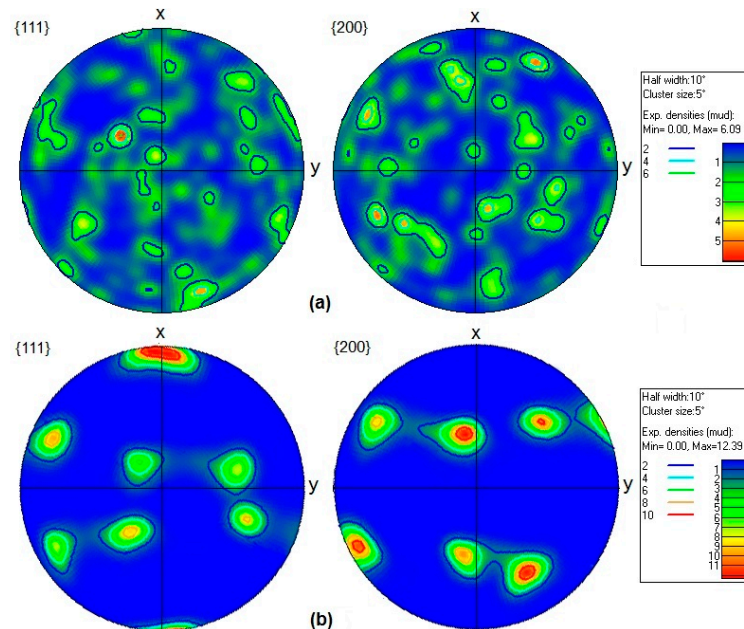 {111}
x
y
{200}
x
y
Half width:10°
Cluster size:5°
Exp. densities (mud):
Min= 0.00, Max= 6.09
2
4
6
1
2
3
4
5
(a)
{111}
x
y
{200}
x
y
Half width:10°
Cluster size:5°
Exp. densities (mud):
Min= 0.00, Max=12.39
2
4
6
8
10
1
2
3
4
5
6
7
8
9
10
11
(b)